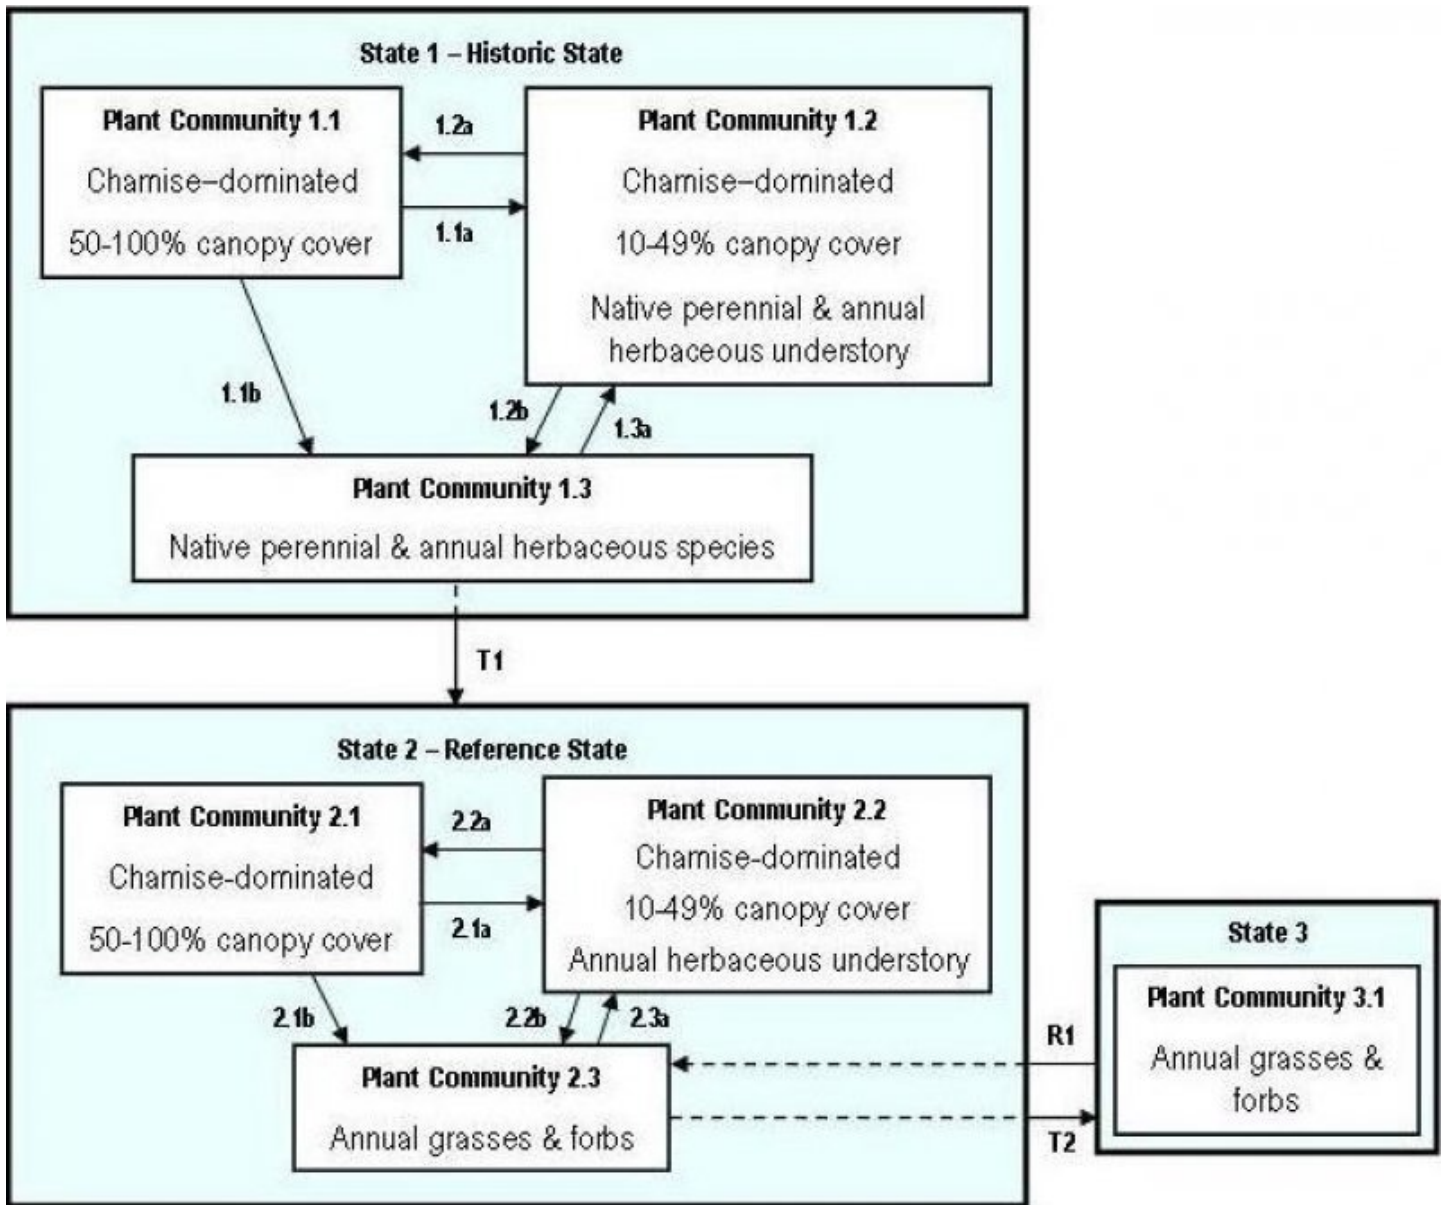 State 1 – Historic State
Plant Community 1.1
Chamise–dominated
50-100% canopy cover
1.2a
1.1a
Plant Community 1.2
Chamise–dominated
10-49% canopy cover
Native perennial & annual
herbaceous understory
1.1b
1.2b
1.3a
Plant Community 1.3
Native perennial & annual herbaceous species
T1
State 2 – Reference State
Plant Community 2.1
Chamise-dominated
50-100% canopy cover
2.2a
2.1a
Plant Community 2.2
Chamise-dominated
10-49% canopy cover
Annual herbaceous understory
2.1b
2.2b
2.3a
Plant Community 2.3
Annual grasses & forbs
R1
T2
State 3
Plant Community 3.1
Annual grasses &
forbs